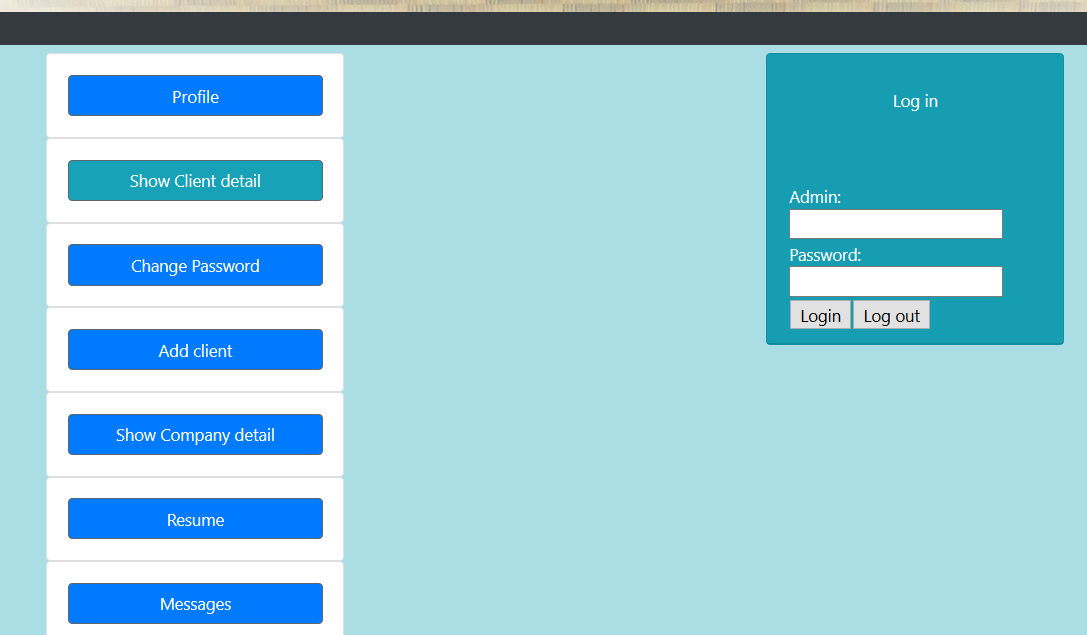 Profile
Show Client detail
Change Password
Add client
Show Company detail
Resume
Messages
Log in
Admin:
Password:
Login Log out